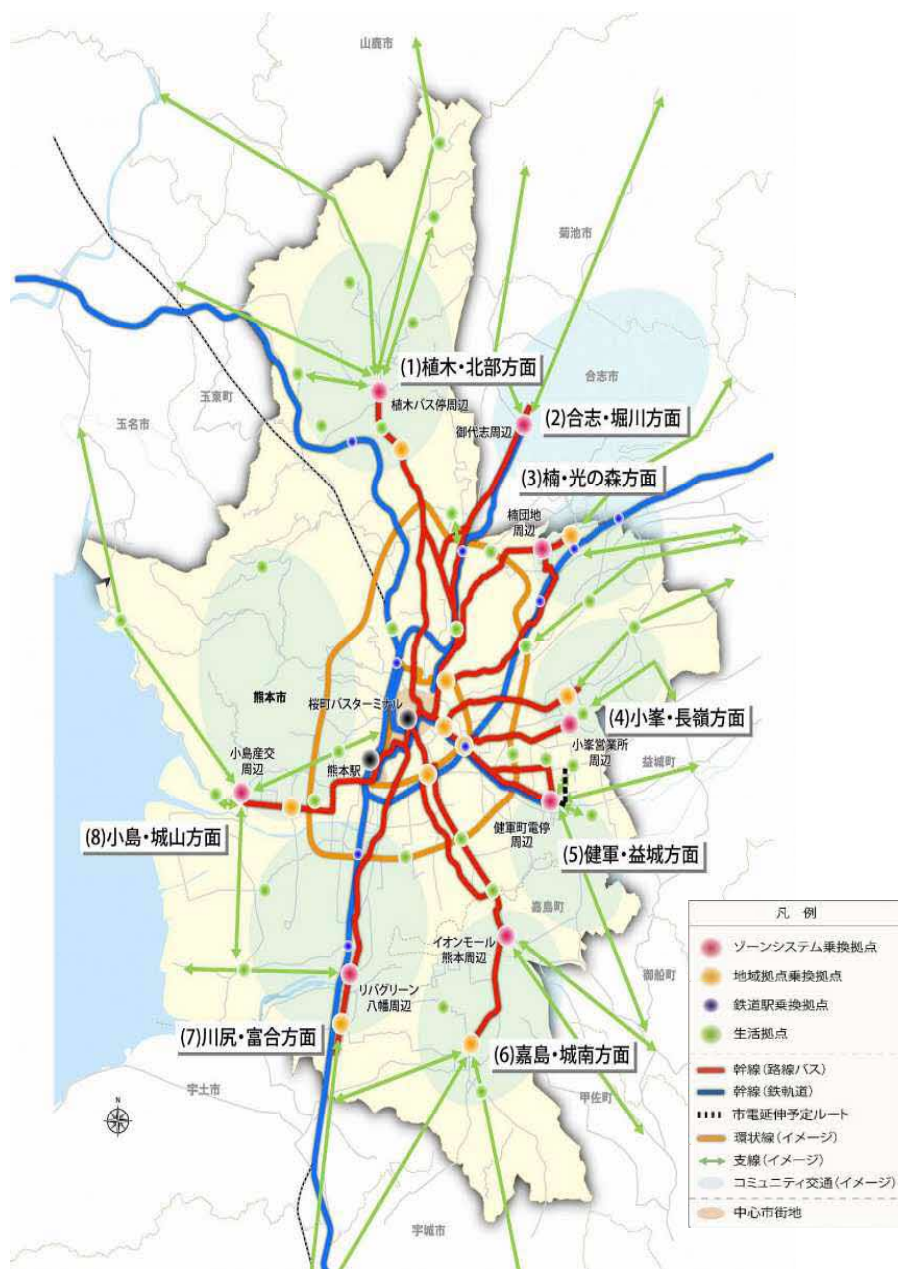 山鹿市
菊池市
(1)植木・北部方面
合志市
植木バス停周辺
玉東町
玉名市
(2)合志・堀川方面
御代志周辺
(3)楠・光の森方面
楠団地
周辺
熊本市
桜町バスターミナル
(4)小峯・長嶺方面
小島産交
周辺
熊本駅
小峯営業所
周辺
益城町
健軍町電停
周辺
(8)小島・城山方面
(5)健軍・益城方面
嘉島町
イオンモール
熊本周辺
御船町
リバグリーン
八幡周辺
(7)川尻・富合方面
(6)嘉島・城南方面
宇土市
N
甲佐町
宇城市
凡 例
ゾーンシステム乗換拠点
地域拠点乗換拠点
鉄道駅乗換拠点
生活拠点
幹線(路線バス)
幹線(鉄軌道)
市電延伸予定ルート
環状線(イメージ)
支線(イメージ)
コミュニティ交通(イメージ)
中心市街地